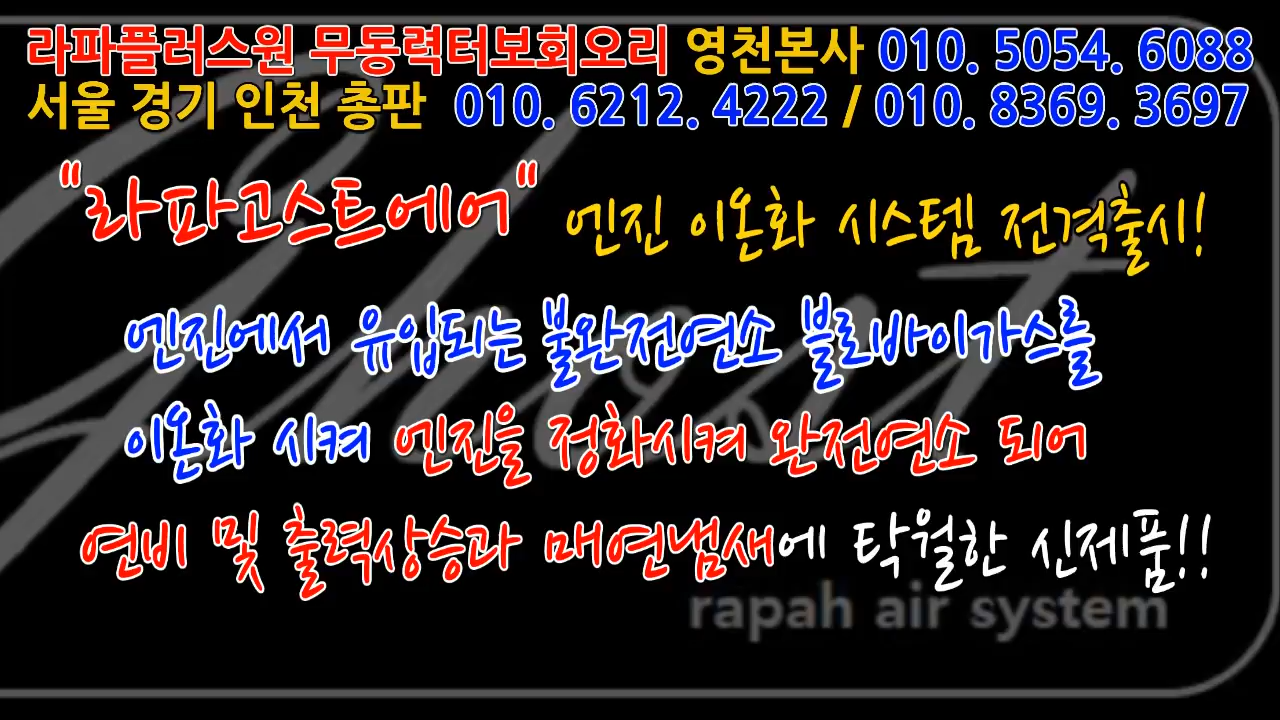 라파플러스원 무동력터보회오리 영천본사 010. 5054. 6088
서울 경기 인천 총판 010. 6212. 4222 / 010. 8369. 3697
"라파고스트에어" 엔진 이온화 시스템 전격출시!
엔진에서 유입되는 불완전연소 블로바이가스를
이온화 시켜 엔진을 정화시켜 완전연소 되어
연비 및 출력상승과 매연냄새에 탁월한 신제품!!
Ghost
rapah air system